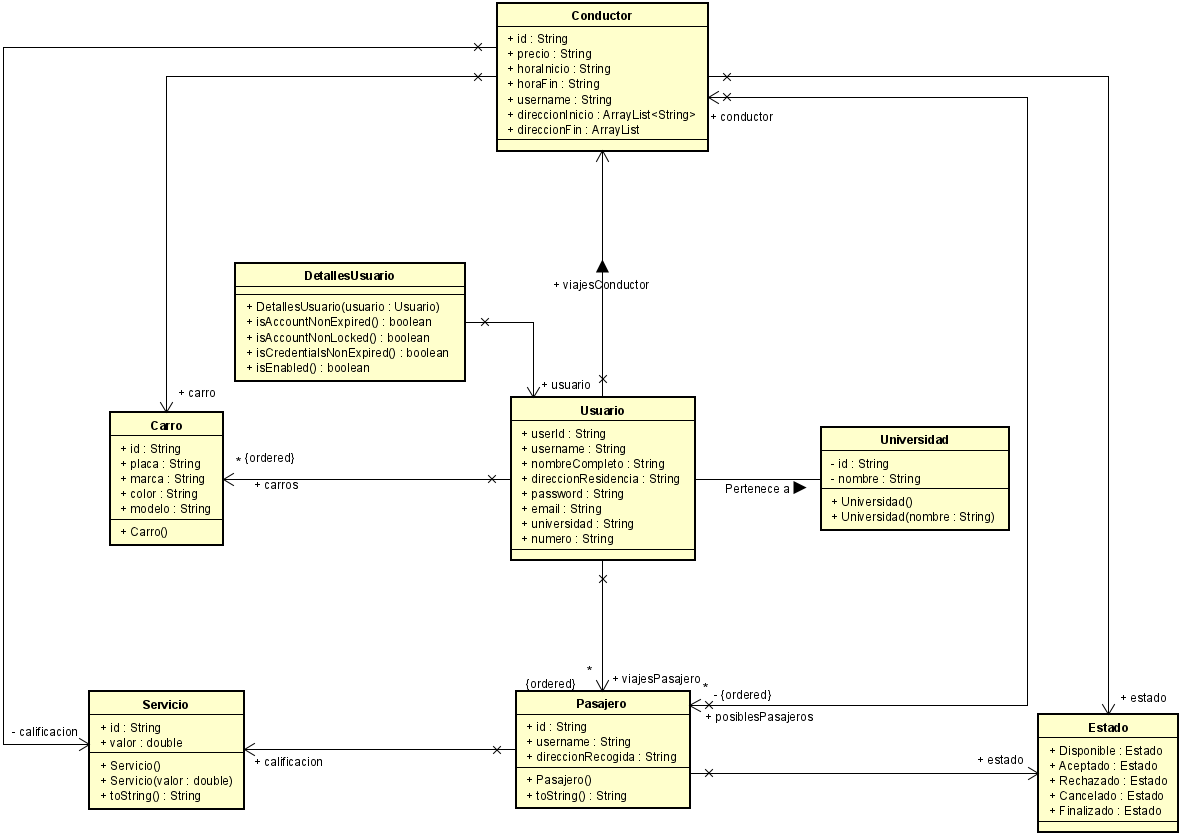 Conductor
+ id : String
+ precio : String
+ horaInicio : String
+ horaFin : String
+ username : String
+ direccionInicio : ArrayList<String>
+ direccionFin : ArrayList
+ conductor
+ viajesConductor
DetallesUsuario
+ DetallesUsuario(usuario : Usuario)
+ isAccountNonExpired() : boolean
+ isAccountNonLocked() : boolean
+ isCredentialsNonExpired() : boolean
+ isEnabled() : boolean
+ usuario
+ carro
Carro
+ id : String
+ placa : String
+ marca : String
+ color : String
+ modelo : String
+ Carro()
* {ordered}
+ carros
Usuario
+ userId : String
+ username : String
+ nombreCompleto : String
+ direccionResidencia : String
+ password : String
+ email : String
+ universidad : String
+ numero : String
Pertenece a
Universidad
- id : String
- nombre : String
+ Universidad()
+ Universidad(nombre : String)
*
{ordered}
+ viajesPasajero
*
- {ordered}
+ posiblesPasajeros
- calificacion
Servicio
+ id : String
+ valor : double
+ Servicio()
+ Servicio(valor : double)
+ toString() : String
+ calificacion
Pasajero
+ id : String
+ username : String
+ direccionRecogida : String
+ Pasajero()
+ toString() : String
+ estado
+ estado
Estado
+ Disponible : Estado
+ Aceptado : Estado
+ Rechazado : Estado
+ Cancelado : Estado
+ Finalizado : Estado